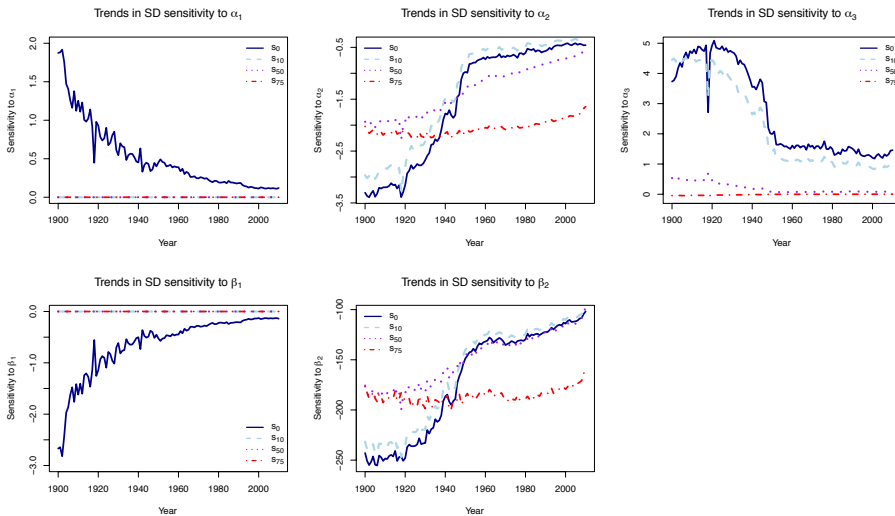 Trends in SD sensitivity to α₁
Sensitivity to α₁
2.0
1.5
1.0
0.5
0.0
s₀
s₁₀
s₅₀
s₇₅
1900 1920 1940 1960 1980 2000
Year
Trends in SD sensitivity to α₂
Sensitivity to α₂
−0.5
−1.5
−2.5
−3.5
s₀
s₁₀
s₅₀
s₇₅
1900 1920 1940 1960 1980 2000
Year
Trends in SD sensitivity to α₃
Sensitivity to α₃
5
4
3
2
1
0
s₀
s₁₀
s₅₀
s₇₅
1900 1920 1940 1960 1980 2000
Year
Trends in SD sensitivity to β₁
Sensitivity to β₁
0.0
−1.0
−2.0
−3.0
s₀
s₁₀
s₅₀
s₇₅
1900 1920 1940 1960 1980 2000
Year
Trends in SD sensitivity to β₂
Sensitivity to β₂
−100
−150
−200
−250
s₀
s₁₀
s₅₀
s₇₅
1900 1920 1940 1960 1980 2000
Year